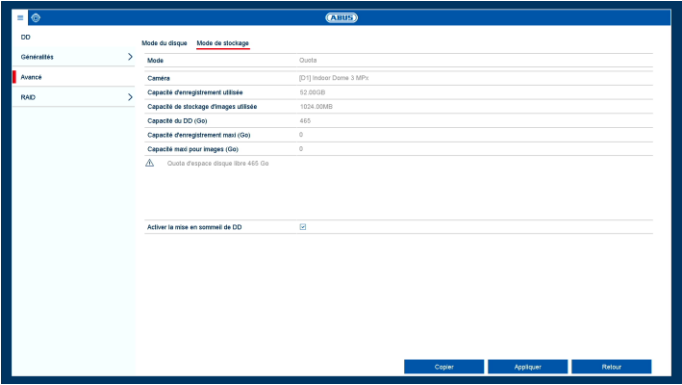 ABUS
DD
Généralités
Avancé
RAID
Mode du disque Mode de stockage
Mode Quota
Caméra [D1] Indoor Dome 3 MPx
Capacité d'enregistrement utilisée 52.00GB
Capacité de stockage d'images utilisée 1024.00MB
Capacité du DD (Go) 465
Capacité d'enregistrement maxi (Go) 0
Capacité maxi pour images (Go) 0
Quota d'espace disque libre 465 Go
Activer la mise en sommeil de DD
Copier Appliquer Retour